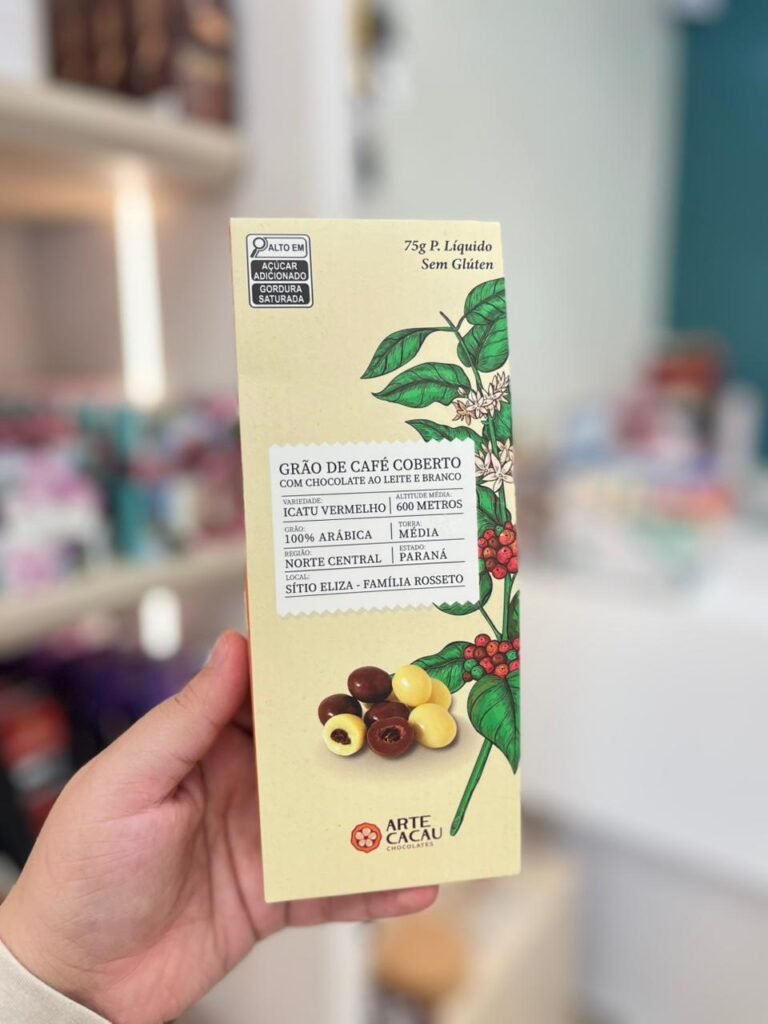 ALTO EM
AÇÚCAR
ADICIONADO
GORDURA
SATURADA
75g P. Líquido
Sem Glúten
GRÃO DE CAFÉ COBERTO
COM CHOCOLATE AO LEITE E BRANCO
VARIEDADE: ALTITUDE MÉDIA:
ICATU VERMELHO 600 METROS
GRÃO: TORRA:
100% ARÁBICA MÉDIA
REGIÃO: ESTADO:
NORTE CENTRAL PARANÁ
LOCAL:
SÍTIO ELIZA - FAMÍLIA ROSSETO
ARTE
CACAU
CHOCOLATES